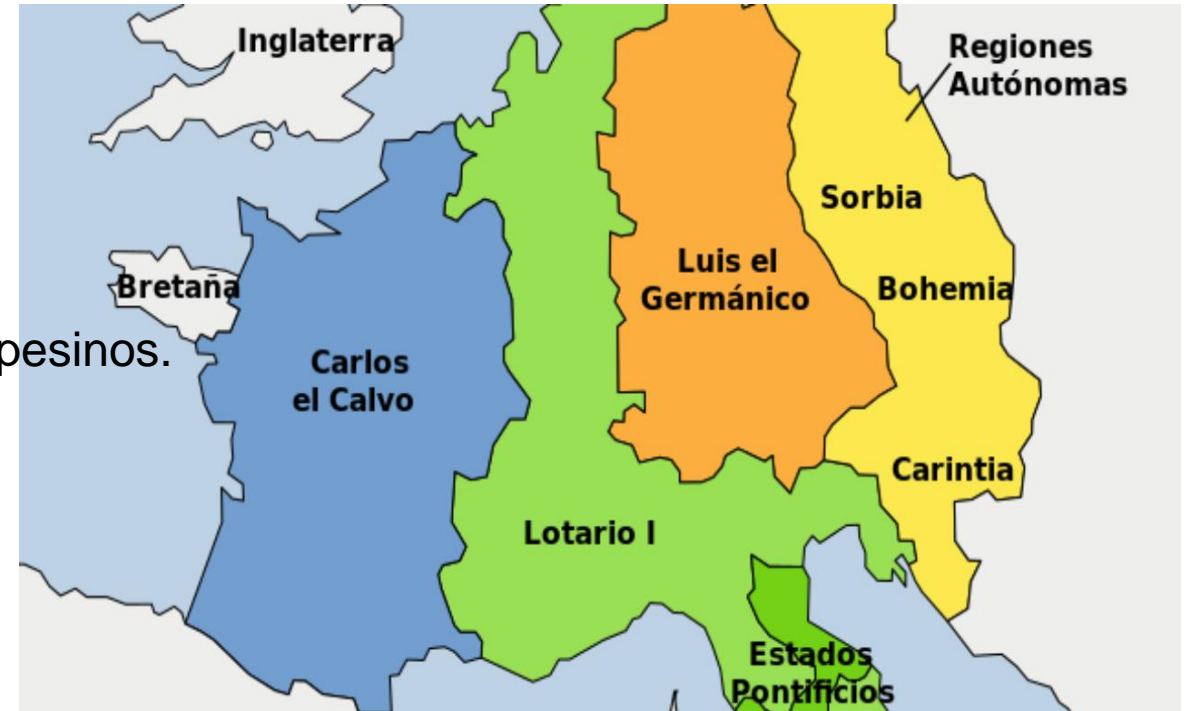 Inglaterra
Regiones
Autónomas
Sorbia
Luis el
Germánico
Bohemia
Bretaña
pesinos.
Carlos
el Calvo
Carintia
Lotario I
Estados
Pontificios